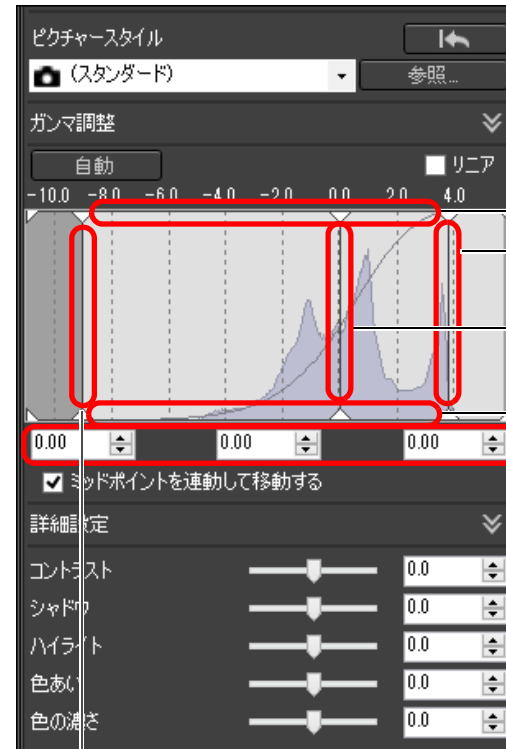 ピクチャースタイル
(スタンダード)
参照...
ガンマ調整
自動
リニア
-10.0 -8.0 -6.0 -4.0 -2.0 0.0 2.0 4.0
0.00 0.00 0.00
ミッドポイントを連動して移動する
詳細設定
コントラスト 0.0
シャドウ 0.0
ハイライト 0.0
色あい 0.0
色の濃さ 0.0